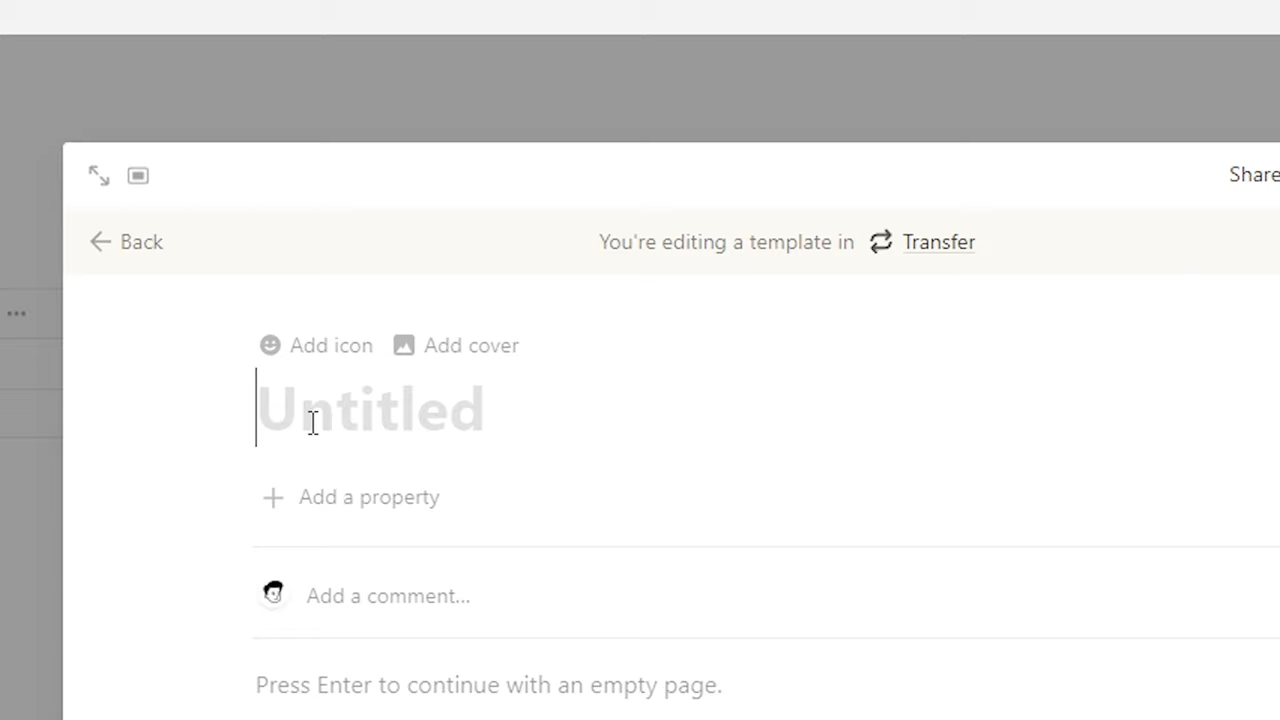 Share
Back
You're editing a template in Transfer
Add icon Add cover
Untitled
Add a property
Add a comment...
Press Enter to continue with an empty page.